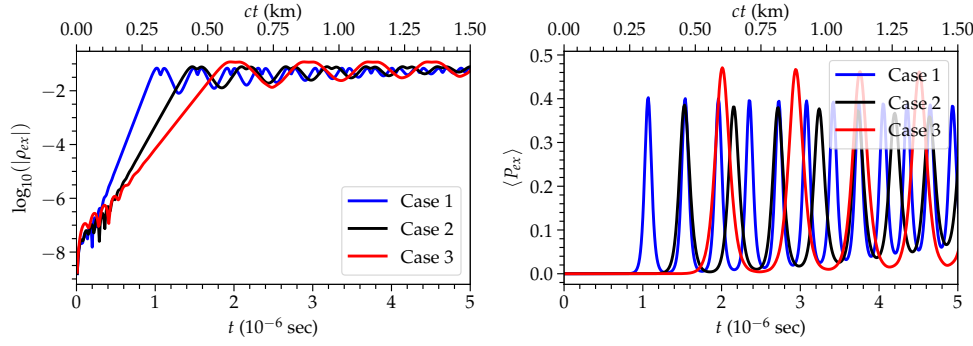 ct (km)
0.00 0.25 0.50 0.75 1.00 1.25 1.50
log₁₀(|ρₑₓ|)
−2
−4
−6
−8
Case 1
Case 2
Case 3
0 1 2 3 4 5
t (10⁻⁶ sec)
ct (km)
0.00 0.25 0.50 0.75 1.00 1.25 1.50
⟨Pₑₓ⟩
0.5
0.4
0.3
0.2
0.1
0.0
Case 1
Case 2
Case 3
0 1 2 3 4 5
t (10⁻⁶ sec)